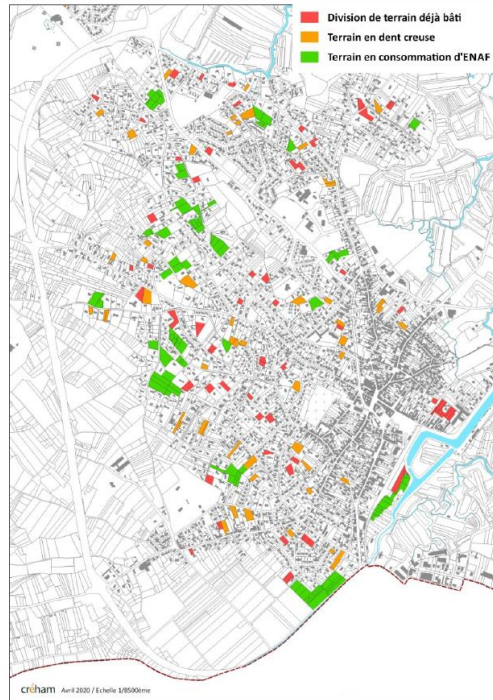 Division de terrain déjà bâti
Terrain en dent creuse
Terrain en consommation d'ENAF
créham Avril 2020 / Echelle 1/8500ème